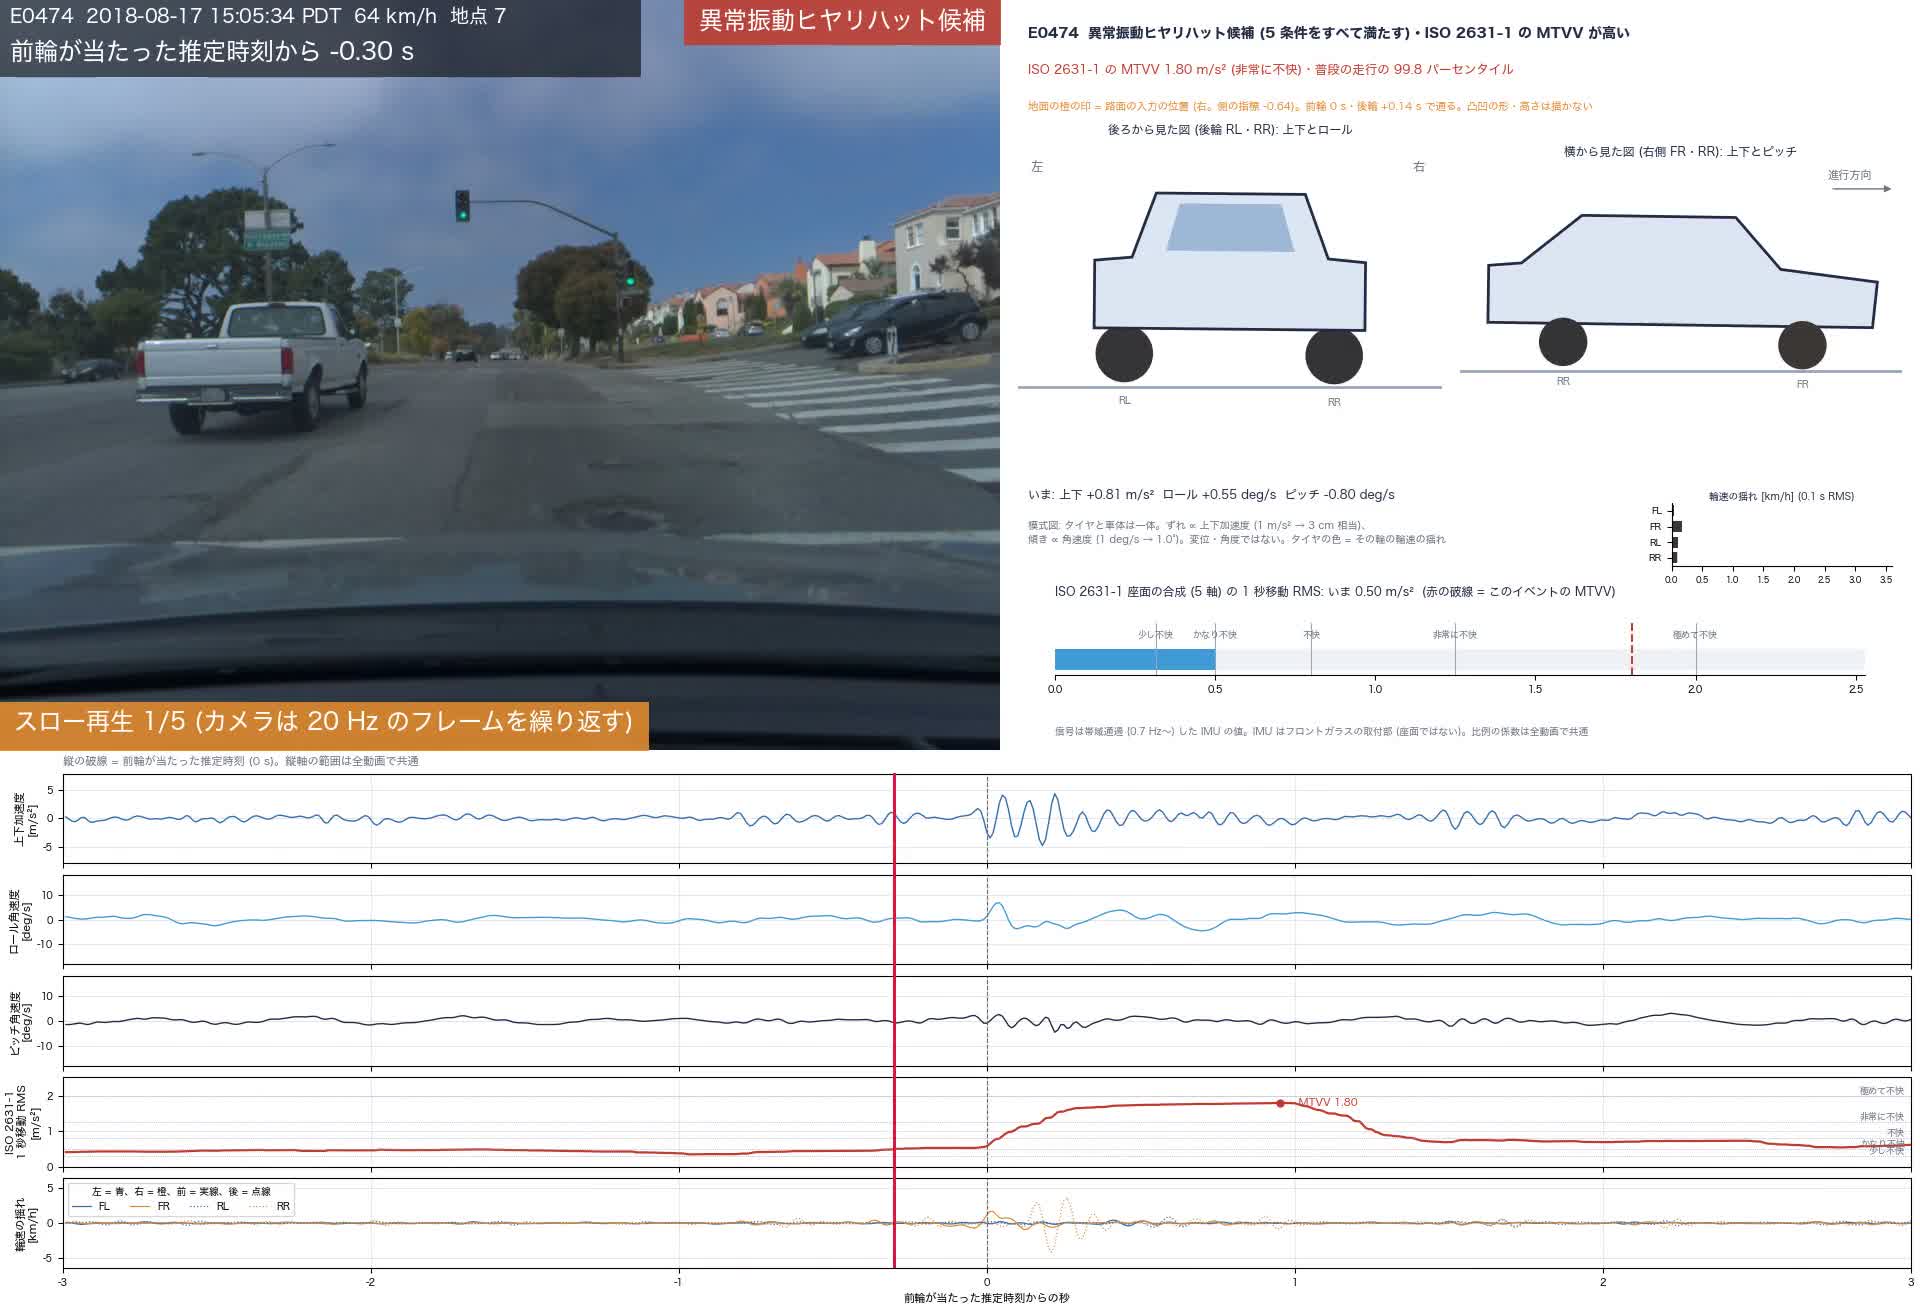 E0474 2018-08-17 15:05:34 PDT 64 km/h 地点 7
前輪が当たった推定時刻から -0.30 s
異常振動ヒヤリハット候補
スロー再生 1/5 (カメラは 20 Hz のフレームを繰り返す)
E0474 異常振動ヒヤリハット候補 (5 条件をすべて満たす)・ISO 2631-1 の MTVV が高い
ISO 2631-1 の MTVV 1.80 m/s² (非常に不快)・普段の走行の 99.8 パーセンタイル
地面の橙の印 = 路面の入力の位置 (右。側の指標 -0.64)。前輪 0 s・後輪 +0.14 s で通る。凸凹の形・高さは描かない
後ろから見た図 (後輪 RL・RR): 上下とロール
左
右
RL
RR
横から見た図 (右側 FR・RR): 上下とピッチ
進行方向
RR
FR
いま: 上下 +0.81 m/s² ロール +0.55 deg/s ピッチ -0.80 deg/s
模式図: タイヤと車体は一体。ずれ ∝ 上下加速度 (1 m/s² → 3 cm 相当)、
傾き ∝ 角速度 (1 deg/s → 1.0°)。変位・角度ではない。タイヤの色 = その輪の輪速の揺れ
輪速の揺れ [km/h] (0.1 s RMS)
FL
FR
RL
RR
0.0 0.5 1.0 1.5 2.0 2.5 3.0 3.5
ISO 2631-1 座面の合成 (5 軸) の 1 秒移動 RMS: いま 0.50 m/s² (赤の破線 = このイベントの MTVV)
少し不快 かなり不快 不快 非常に不快 極めて不快
0.0 0.5 1.0 1.5 2.0 2.5
信号は帯域通過 (0.7 Hz〜) した IMU の値。IMU はフロントガラスの取付部 (座面ではない)。比例の係数は全動画で共通
縦の破線 = 前輪が当たった推定時刻 (0 s)。縦軸の範囲は全動画で共通
上下加速度
[m/s²]
5
0
-5
ロール角速度
[deg/s]
10
0
-10
ピッチ角速度
[deg/s]
10
0
-10
ISO 2631-1
1 秒移動 RMS
[m/s²]
2
1
0
MTVV 1.80
極めて不快
非常に不快
不快
かなり不快
少し不快
輪速の揺れ
[km/h]
5
0
-5
左 = 青、右 = 橙、前 = 実線、後 = 点線
FL FR RL RR
-3 -2 -1 0 1 2 3
前輪が当たった推定時刻からの秒